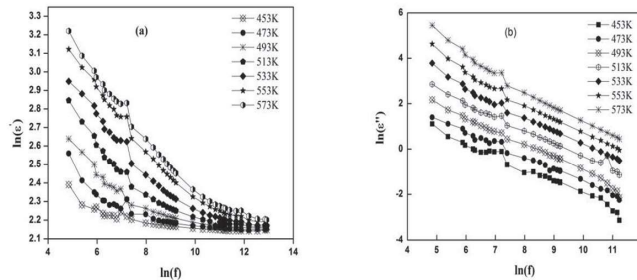 (a)
3.3
3.2
3.1
3.0
2.9
2.8
2.7
2.6
2.5
2.4
2.3
2.2
2.1
ln(ε')
4
6
8
10
12
14
ln(f)
453K
473K
493K
513K
533K
553K
573K
(b)
6
4
2
0
-2
-4
ln(ε'')
4
5
6
7
8
9
10
11
ln(f)
453K
473K
493K
513K
533K
553K
573K